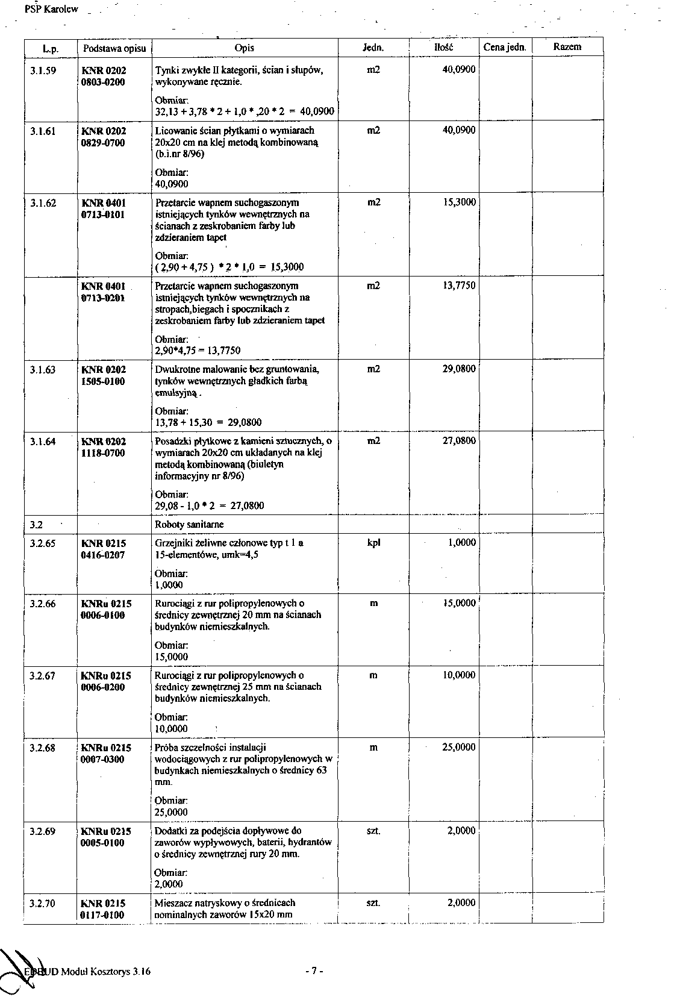 PSP Karolew
L.p. Podstawa opisu Opis Jedn. Ilość Cena jedn. Razem
3.1.59 KNR 0202 Tynki zwykłe II kategorii, ścian i słupów, m2 40,0900
0803-0200 wykonywane ręcznie.
Obmiar:
32,13 + 3,78 * 2 + 1,0 * ,20 * 2 = 40,0900
3.1.61 KNR 0202 Licowanie ścian płytkami o wymiarach m2 40,0900
0829-0700 20x20 cm na klej metodą kombinowaną
(b.i.nr 8/96)
Obmiar:
40,0900
3.1.62 KNR 0401 Przetarcie wapnem suchogaszonym m2 15,3000
0713-0101 istniejących tynków wewnętrznych na
ścianach z zeskrobaniem farby lub
zdzieraniem tapet
Obmiar:
( 2,90 + 4,75 ) * 2 * 1,0 = 15,3000
KNR 0401 Przetarcie wapnem suchogaszonym m2 13,7750
0713-0201 istniejących tynków wewnętrznych na
stropach,biegach i spocznikach z
zeskrobaniem farby lub zdzieraniem tapet
Obmiar:
2,90*4,75 = 13,7750
3.1.63 KNR 0202 Dwukrotne malowanie bez gruntowania, m2 29,0800
1505-0100 tynków wewnętrznych gładkich farbą
emulsyjną .
Obmiar:
13,78 + 15,30 = 29,0800
3.1.64 KNR 0202 Posadzki płytkowe z kamieni sztucznych, o m2 27,0800
1118-0700 wymiarach 20x20 cm układanych na klej
metodą kombinowaną (biuletyn
informacyjny nr 8/96)
Obmiar:
29,08 - 1,0 * 2 = 27,0800
3.2 Roboty sanitarne
3.2.65 KNR 0215 Grzejniki żeliwne członowe typ t 1 a kpl 1,0000
0416-0207 15-elementówe, umk=4,5
Obmiar:
1,0000
3.2.66 KNRu 0215 Rurociągi z rur polipropylenowych o m 15,0000
0006-0100 średnicy zewnętrznej 20 mm na ścianach
budynków niemieszkalnych.
Obmiar:
15,0000
3.2.67 KNRu 0215 Rurociągi z rur polipropylenowych o m 10,0000
0006-0200 średnicy zewnętrznej 25 mm na ścianach
budynków niemieszkalnych.
Obmiar:
10,0000
3.2.68 KNRu 0215 Próba szczelności instalacji m 25,0000
0007-0300 wodociągowych z rur polipropylenowych w
budynkach niemieszkalnych o średnicy 63
mm.
Obmiar:
25,0000
3.2.69 KNRu 0215 Dodatki za podejścia dopływowe do szt. 2,0000
0005-0100 zaworów wypływowych, baterii, hydrantów
o średnicy zewnętrznej rury 20 mm.
Obmiar:
2,0000
3.2.70 KNR 0215 Mieszacz natryskowy o średnicach szt. 2,0000
0117-0100 nominalnych zaworów 15x20 mm
Moduł Kosztorys 3.16 - 7 -